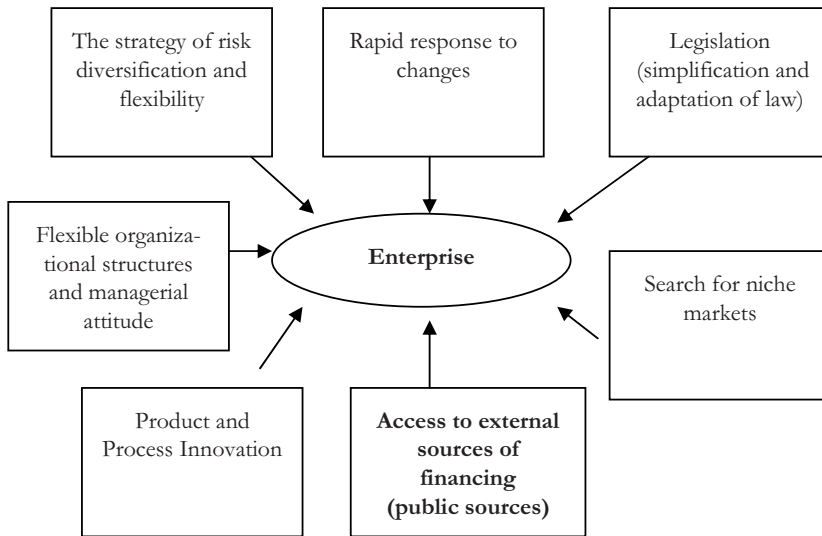 The strategy of risk
diversification and
flexibility
Rapid response to
changes
Legislation
(simplification and
adaptation of law)
Flexible organiza-
tional structures
and managerial
attitude
Enterprise
Search for niche
markets
Product and
Process Innovation
Access to external
sources of
financing
(public sources)